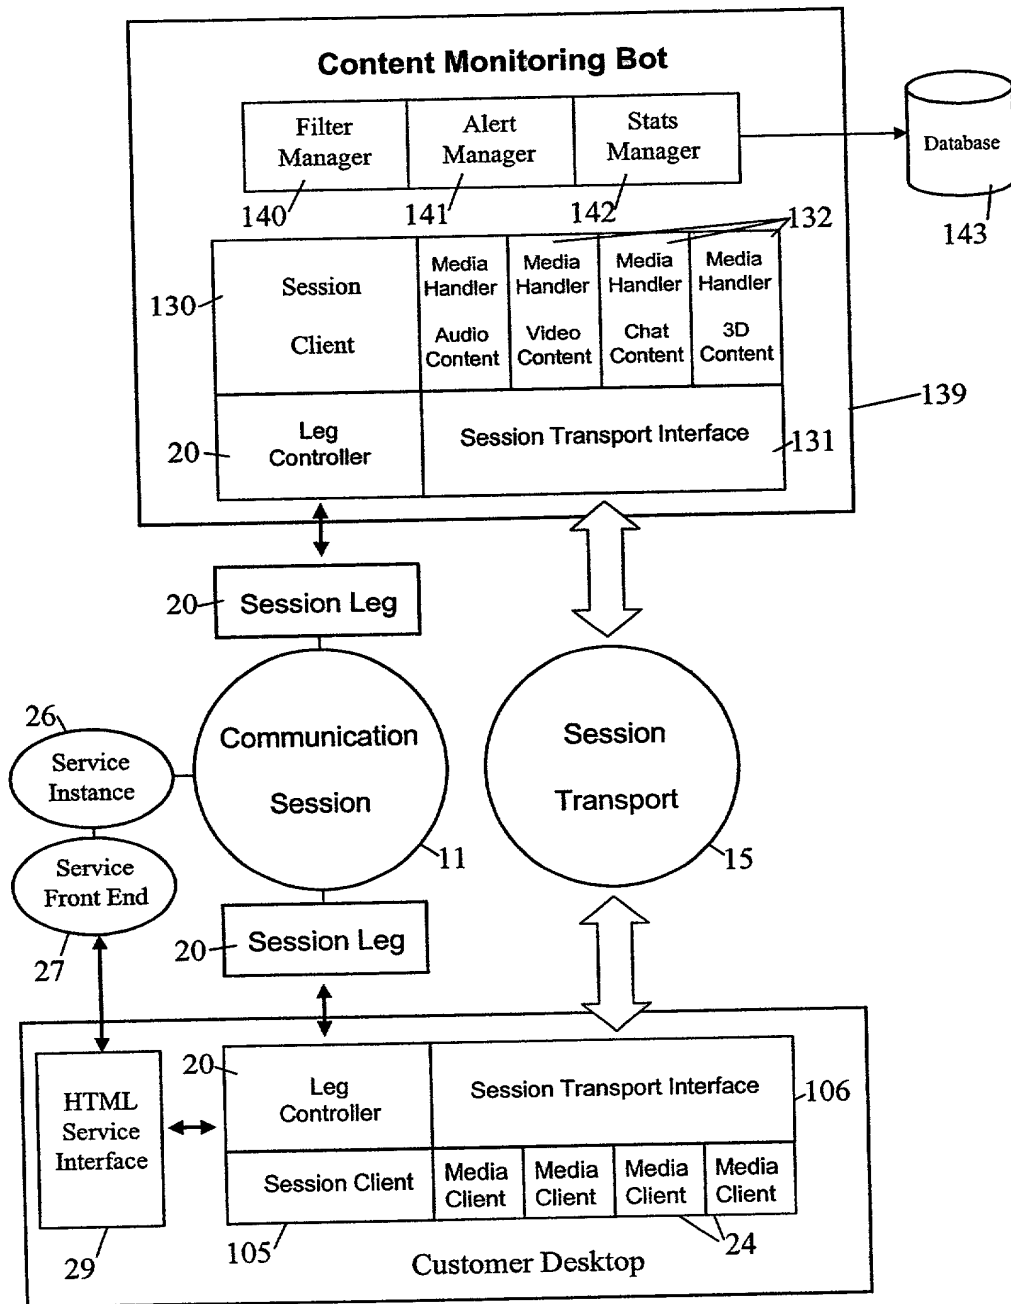 Content Monitoring Bot
Filter
Manager
Alert
Manager
Stats
Manager
Database
140
141
142
143
132
130
Session
Client
Media
Handler
Audio
Content
Media
Handler
Video
Content
Media
Handler
Chat
Content
Media
Handler
3D
Content
139
20
Leg
Controller
Session Transport Interface
131
20
Session Leg
26
Service
Instance
Communication
Session
Session
Transport
11
15
Service
Front End
27
20
Session Leg
20
Leg
Controller
Session Transport Interface
106
HTML
Service
Interface
Session Client
Media
Client
Media
Client
Media
Client
Media
Client
29
105
24
Customer Desktop